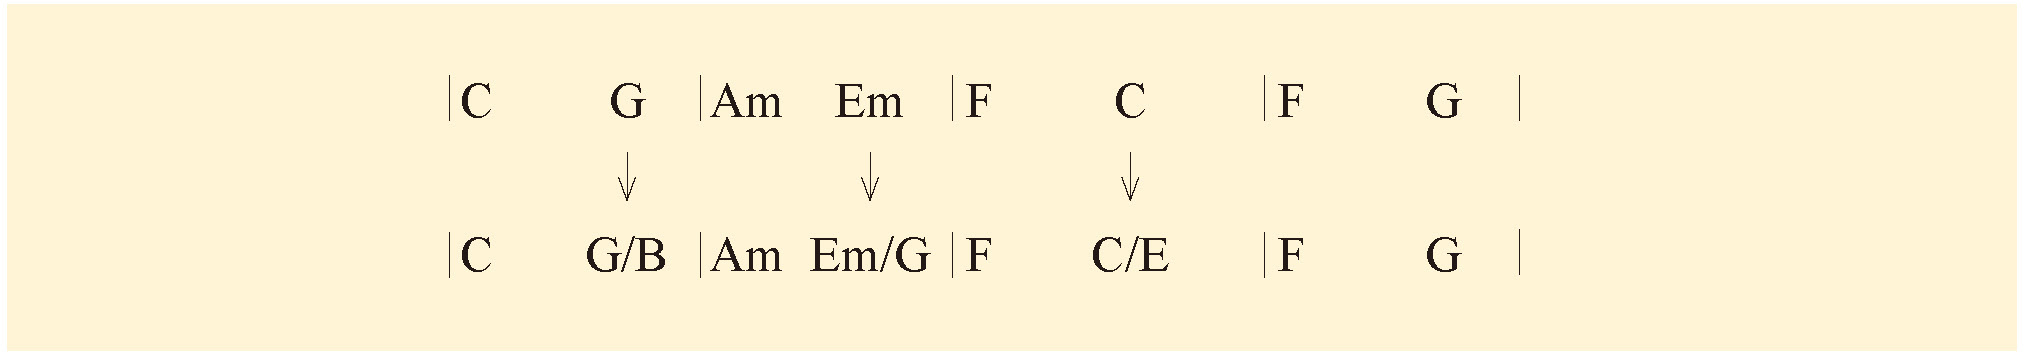 |C G |Am Em |F C |F G |
↓ ↓ ↓
|C G/B |Am Em/G |F C/E |F G |